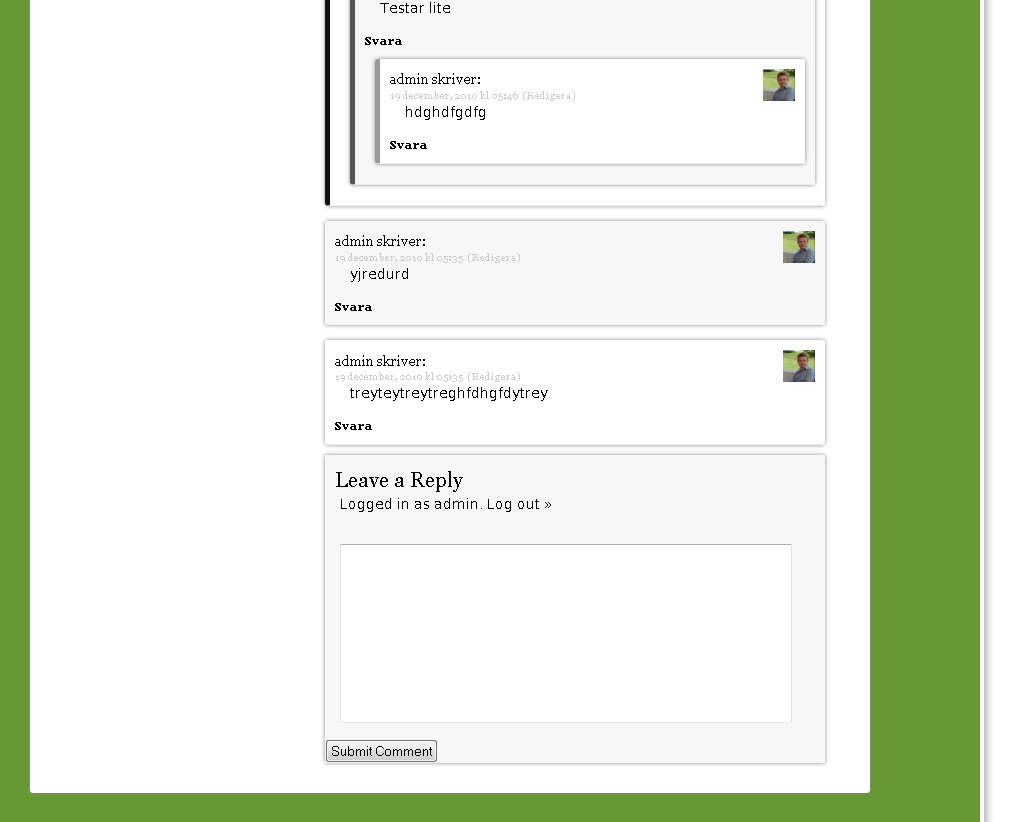 Testar lite
Svara
admin skriver:
19 december, 2010 kl 05:46 (Redigera)
hdghdfgdfg
Svara
admin skriver:
19 december, 2010 kl 05:35 (Redigera)
yjredurd
Svara
admin skriver:
19 december, 2010 kl 05:35 (Redigera)
treyteytreytreghfdhgfdytrey
Svara
Leave a Reply
Logged in as admin. Log out »
Submit Comment